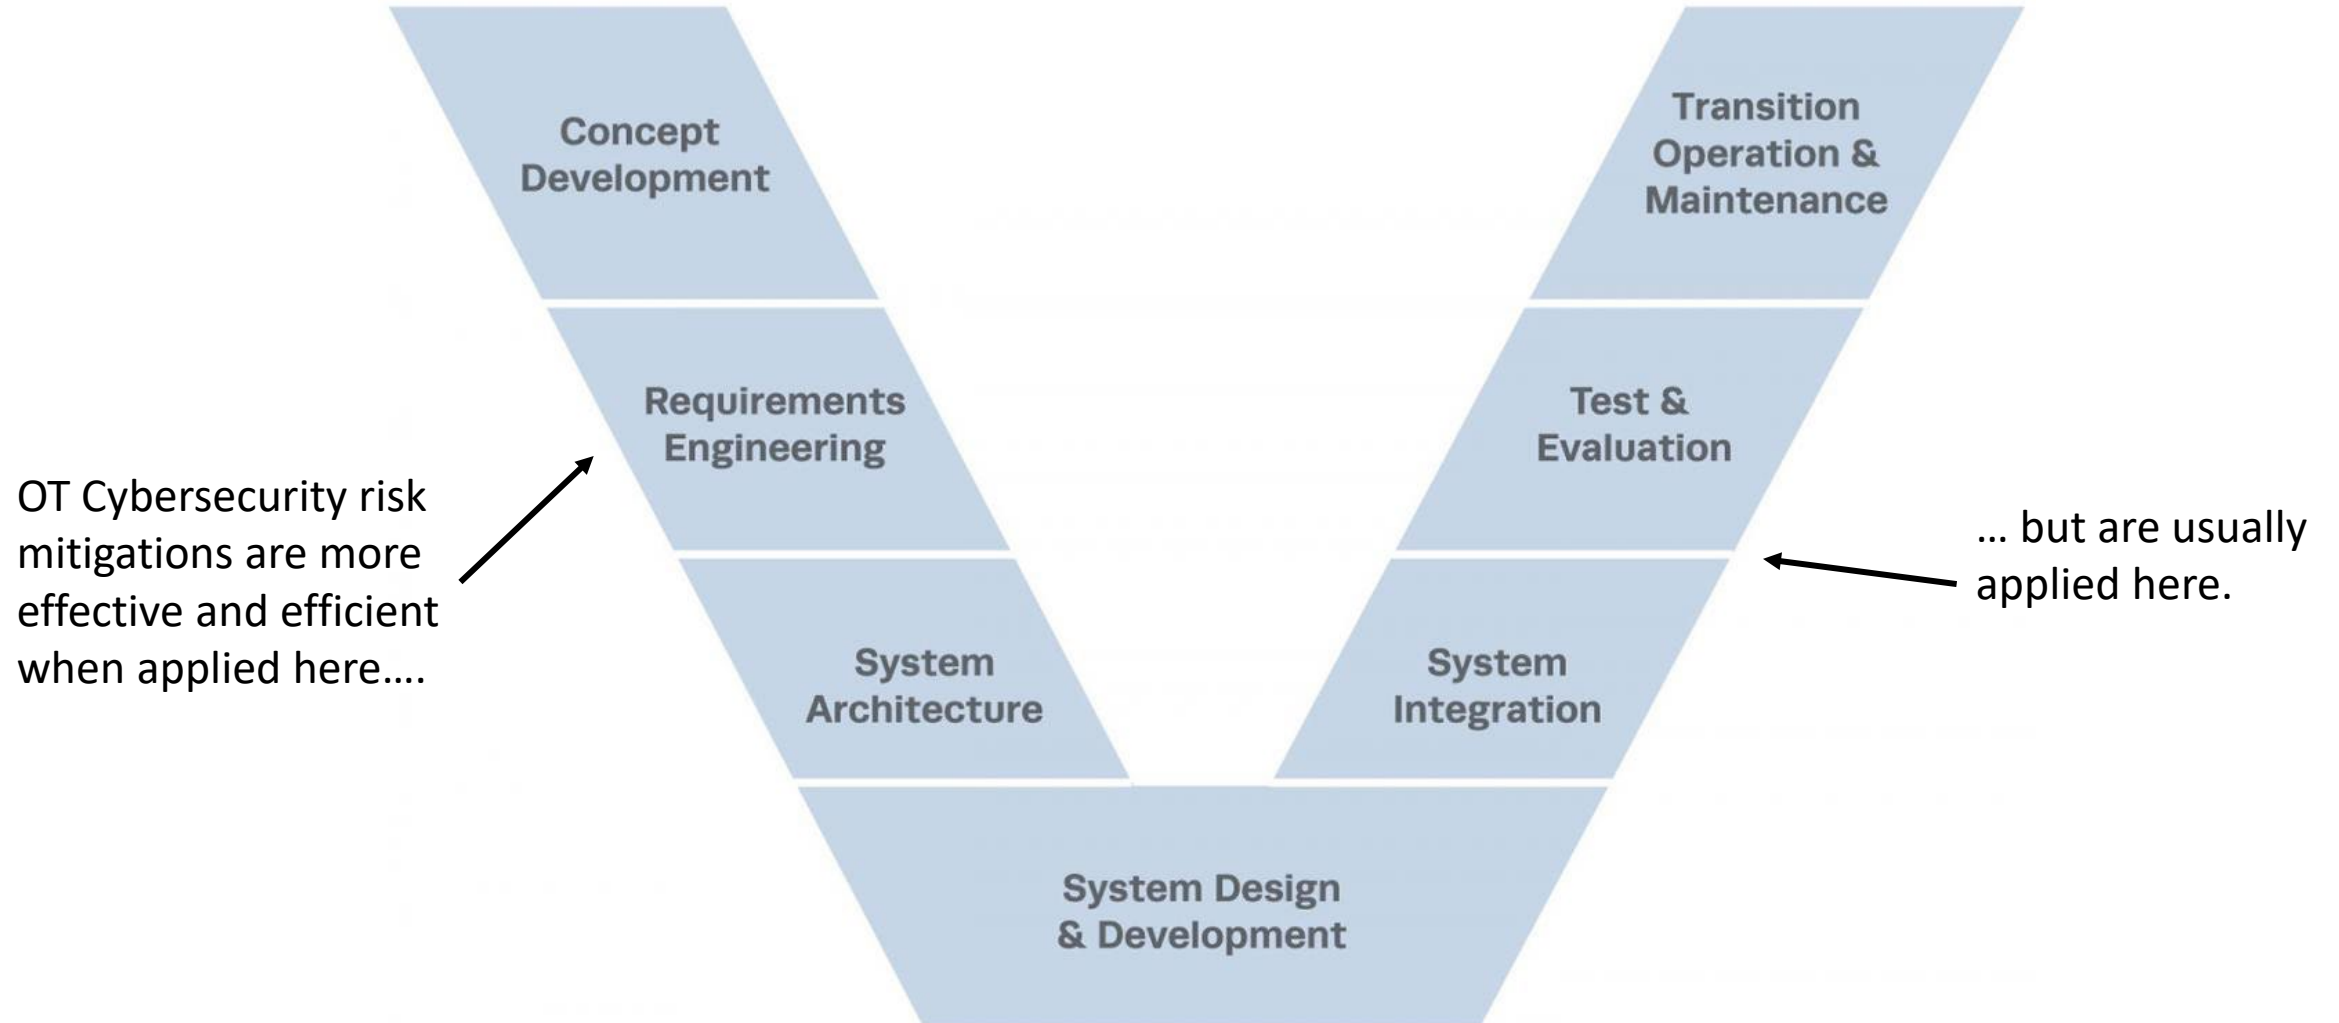 Concept
Development
Requirements
Engineering
System
Architecture
System Design
& Development
System
Integration
Test &
Evaluation
Transition
Operation &
Maintenance
OT Cybersecurity risk
mitigations are more
effective and efficient
when applied here....
... but are usually
applied here.